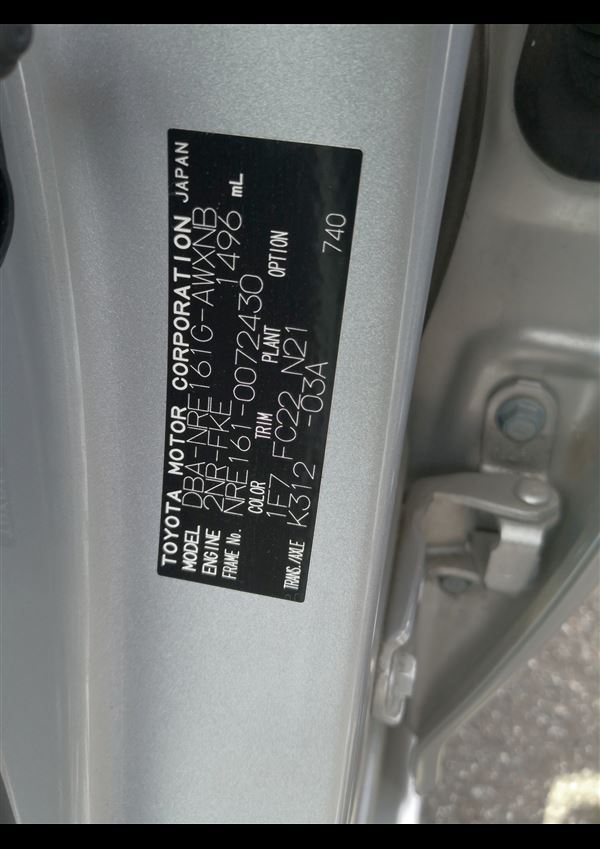 TOYOTA MOTOR CORPORATION JAPAN
MODEL DBA-NRE161G-AWXNB
ENGINE 2NR-FKE 1496 mL
FRAME No. NRE161-0072430
COLOR TRIM PLANT OPTION
1F7 FC22 N21 740
TRANS./AXLE K312 -03A